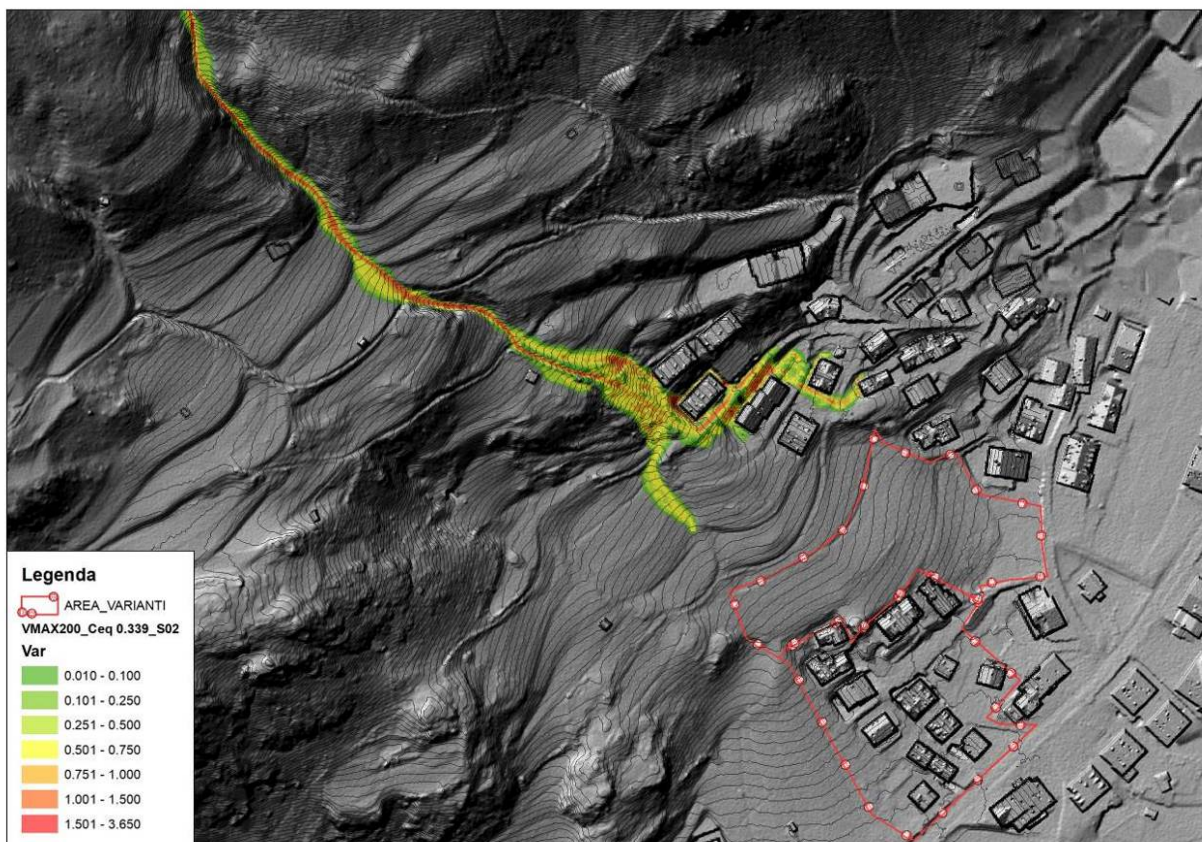 Legenda
AREA_VARIANTI
VMAX200_Ceq 0.339_S02
Var
0.010 - 0.100
0.101 - 0.250
0.251 - 0.500
0.501 - 0.750
0.751 - 1.000
1.001 - 1.500
1.501 - 3.650